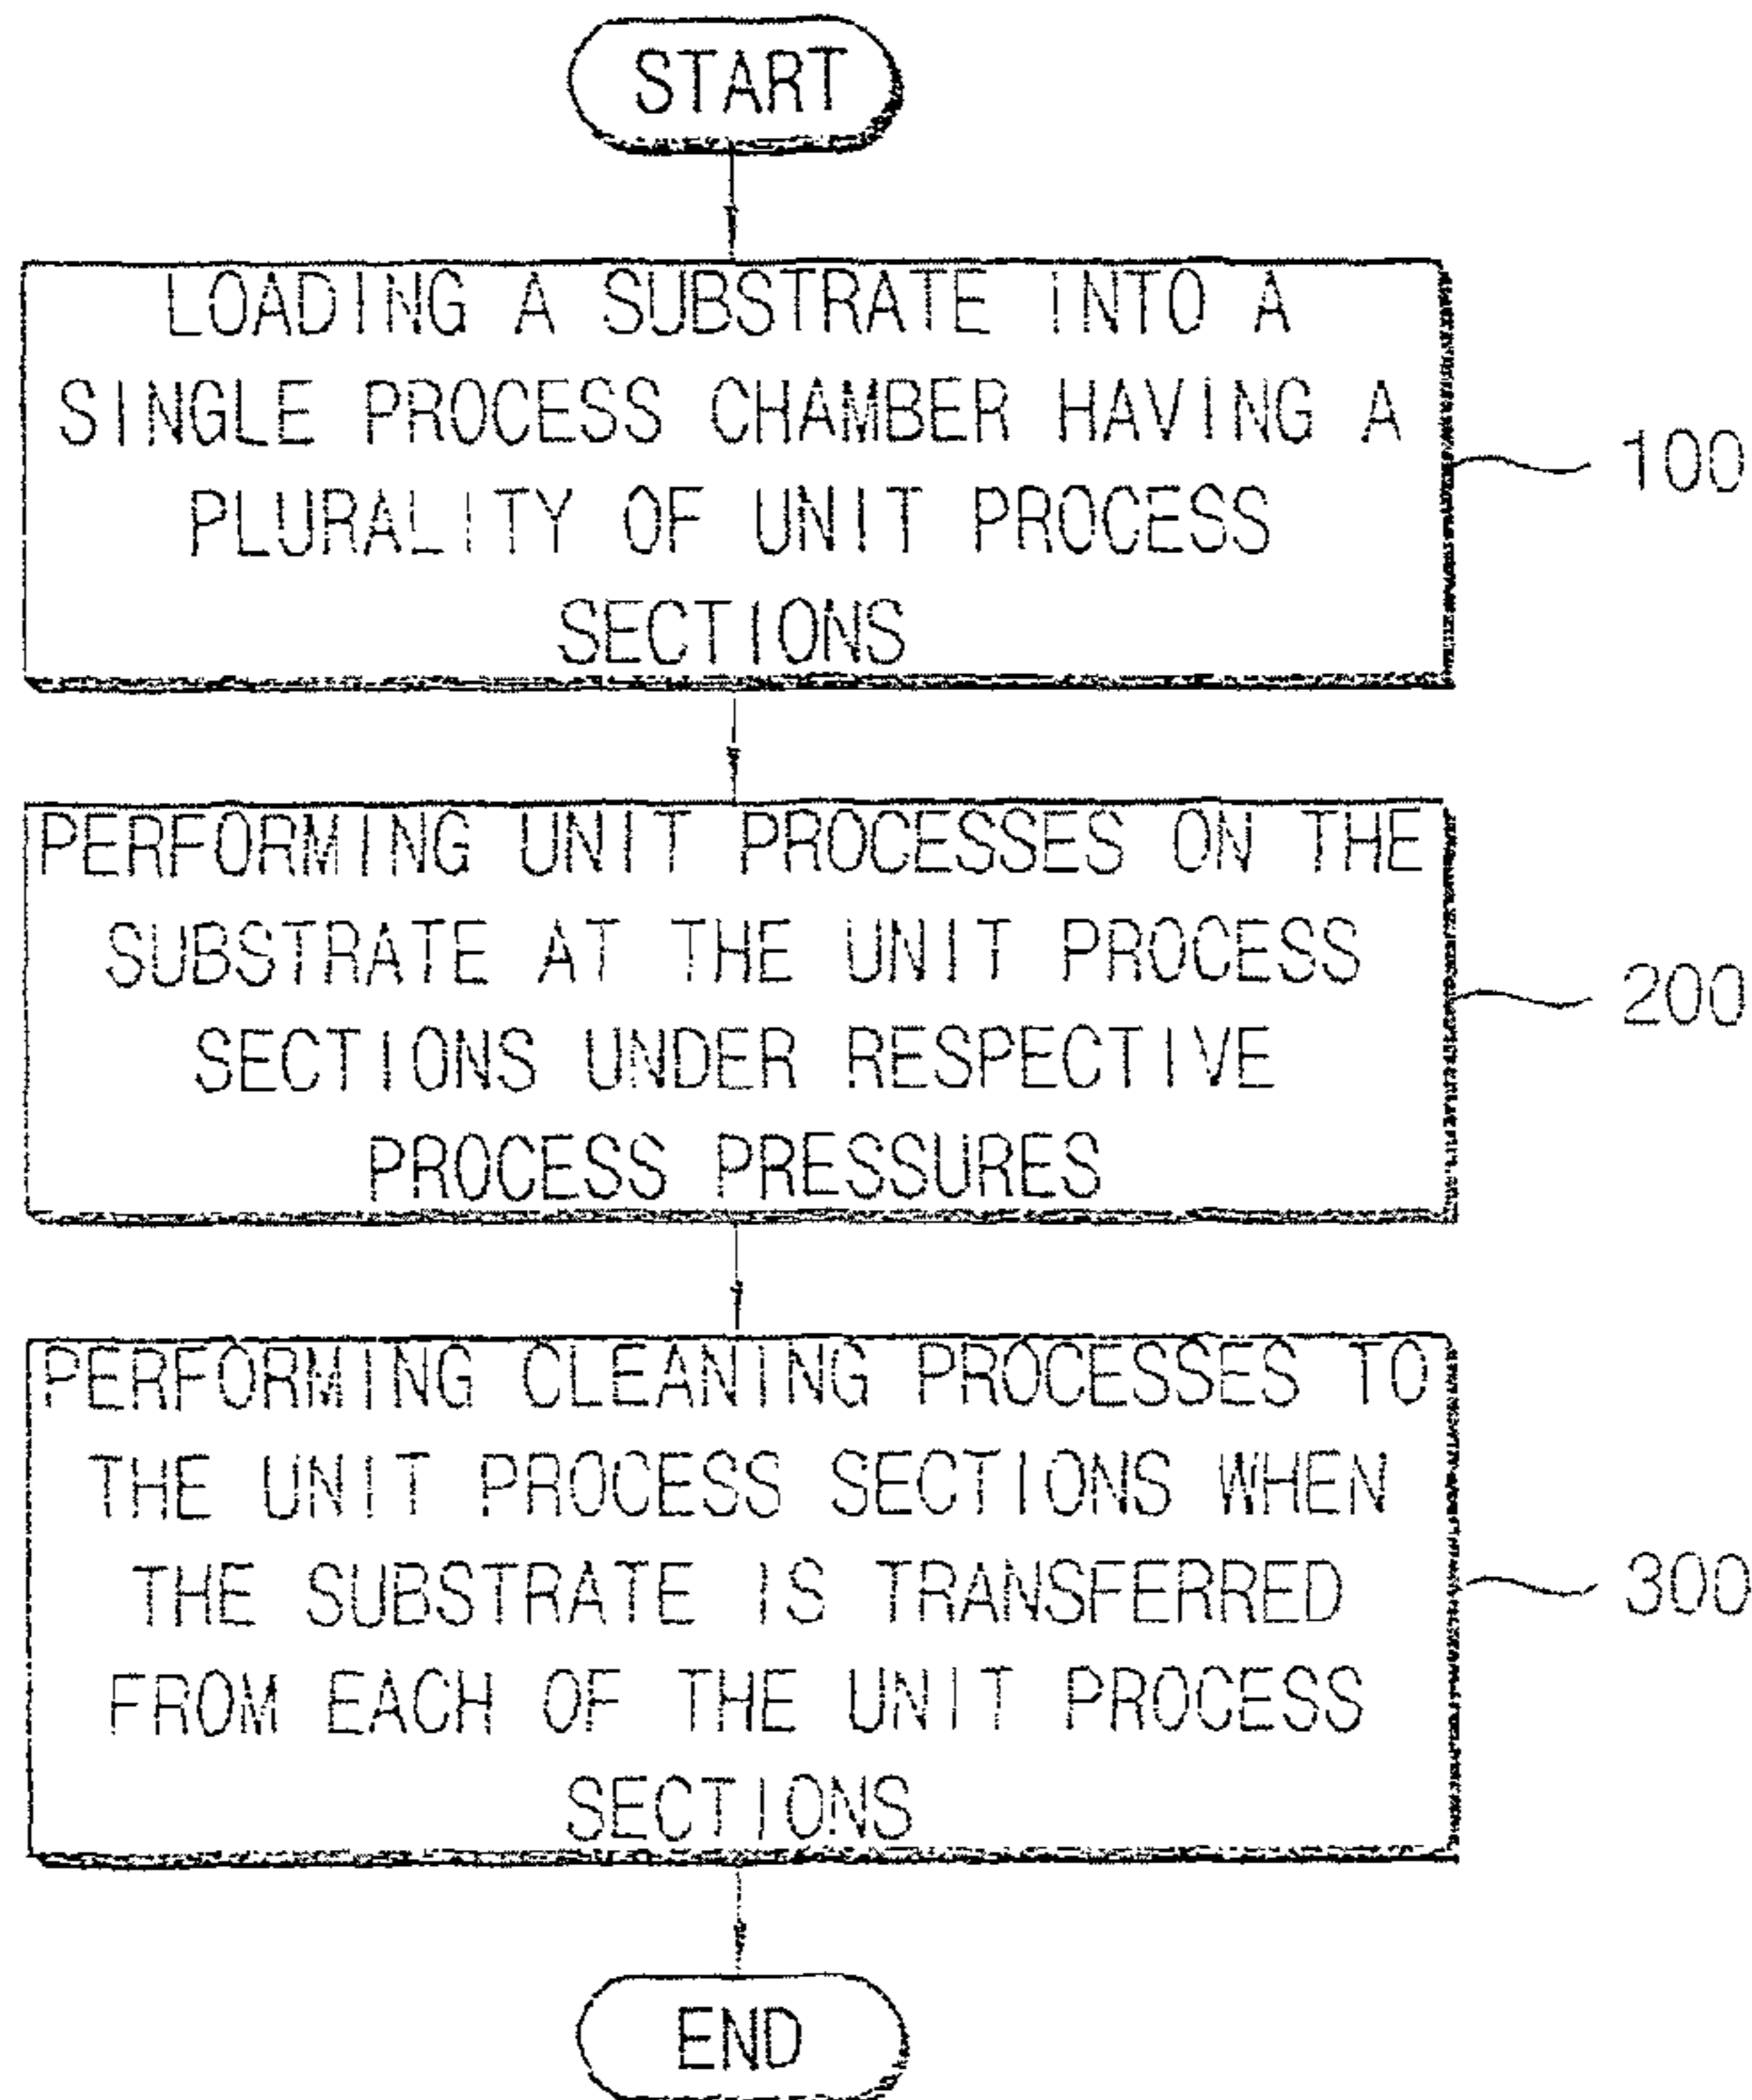 START
LOADING A SUBSTRATE INTO A
SINGLE PROCESS CHAMBER HAVING A
PLURALITY OF UNIT PROCESS
SECTIONS
100
PERFORMING UNIT PROCESSES ON THE
SUBSTRATE AT THE UNIT PROCESS
SECTIONS UNDER RESPECTIVE
PROCESS PRESSURES
200
PERFORMING CLEANING PROCESSES TO
THE UNIT PROCESS SECTIONS WHEN
THE SUBSTRATE IS TRANSFERRED
FROM EACH OF THE UNIT PROCESS
SECTIONS
300
END